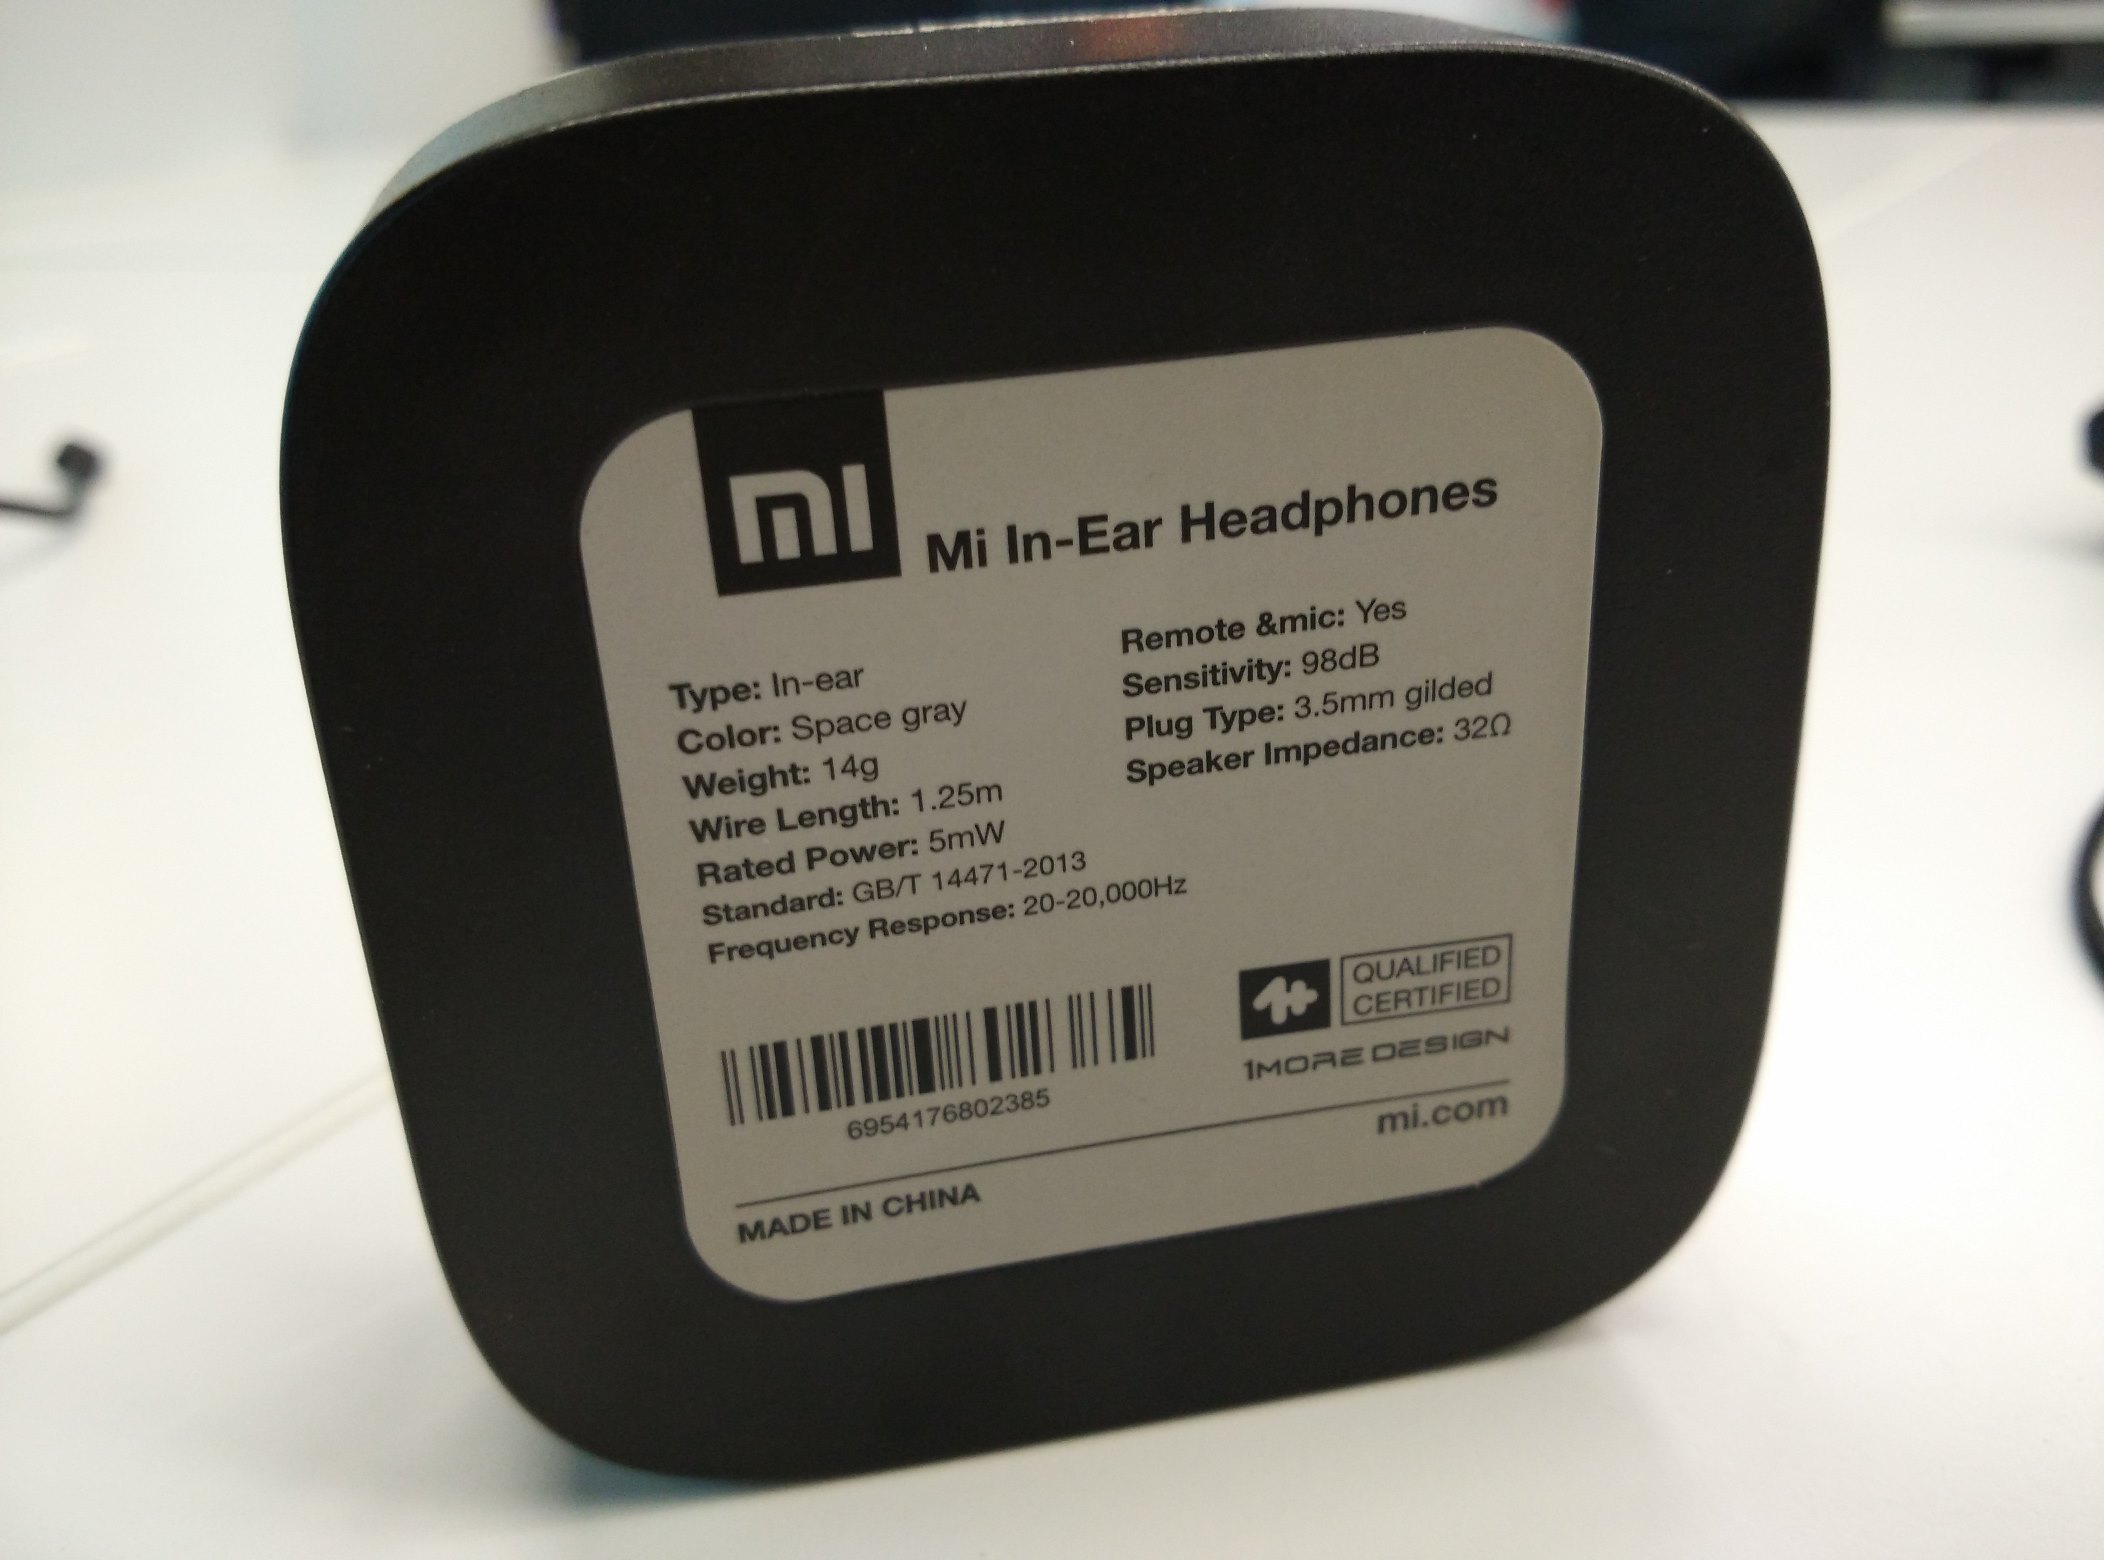 mi
Mi In-Ear Headphones
Type: In-ear
Color: Space gray
Weight: 14g
Wire Length: 1.25m
Rated Power: 5mW
Standard: GB/T 14471-2013
Frequency Response: 20-20,000Hz
Remote &mic: Yes
Sensitivity: 98dB
Plug Type: 3.5mm gilded
Speaker Impedance: 32Ω
6954176802385
QUALIFIED
CERTIFIED
1MORE DESIGN
mi.com
MADE IN CHINA